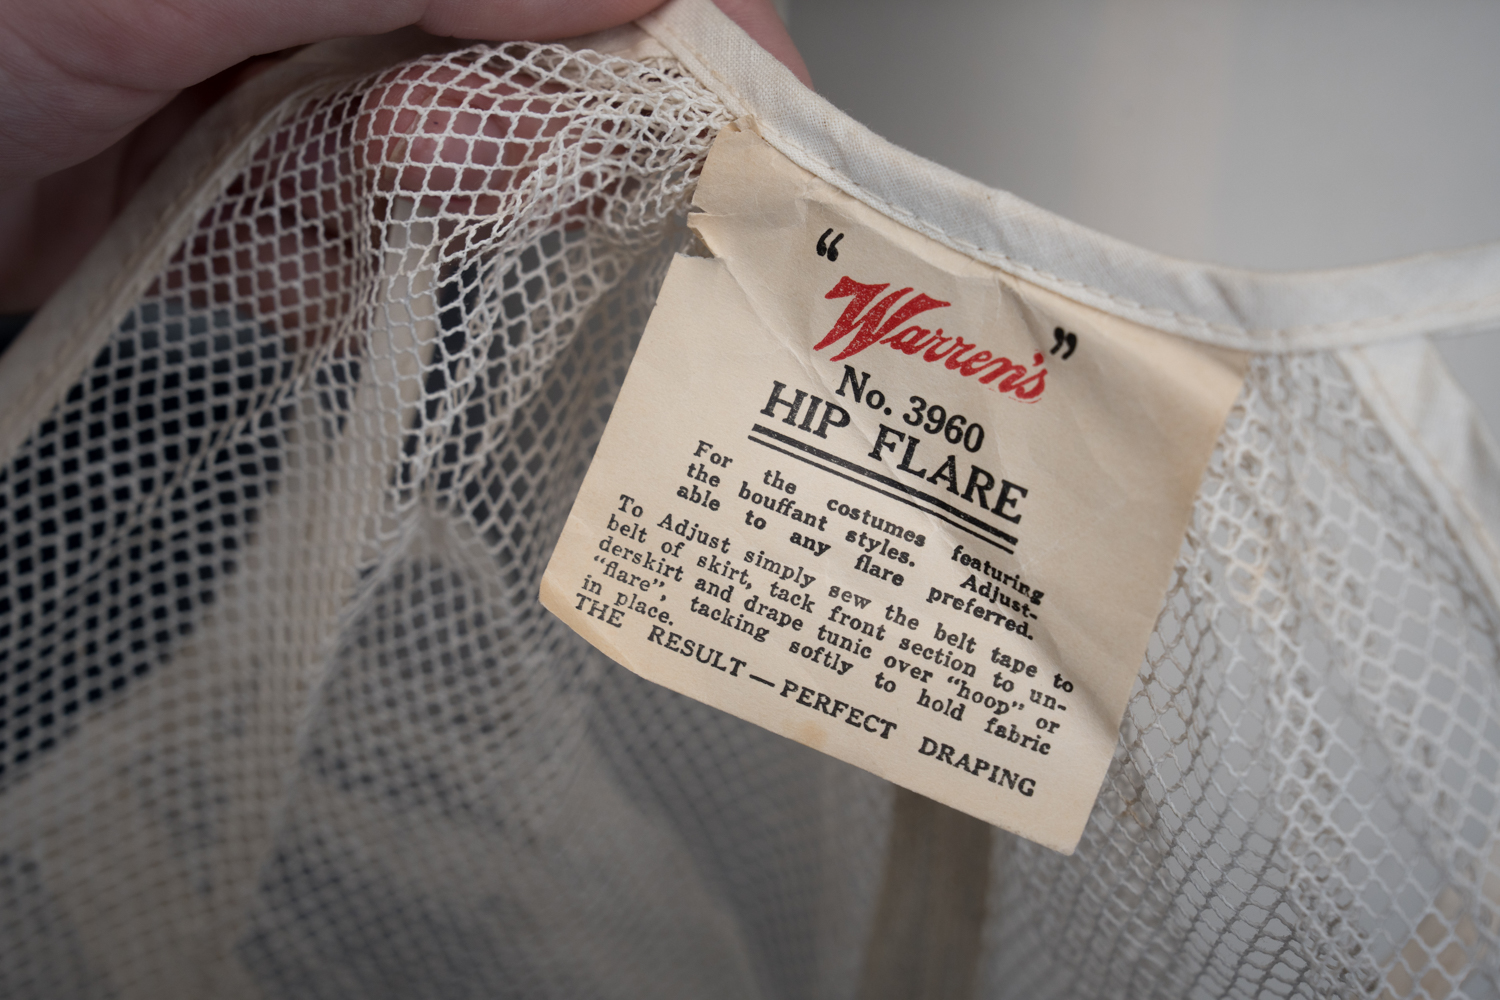 “Warren's”
No. 3960
HIP FLARE
For the costumes featuring
the bouffant styles. Adjust-
able to any flare preferred.
To Adjust simply sew the belt tape to
belt of skirt, tack front section to un-
derskirt and drape tunic over “hoop” or
“flare”, tacking softly to hold fabric
in place.
THE RESULT—PERFECT DRAPING